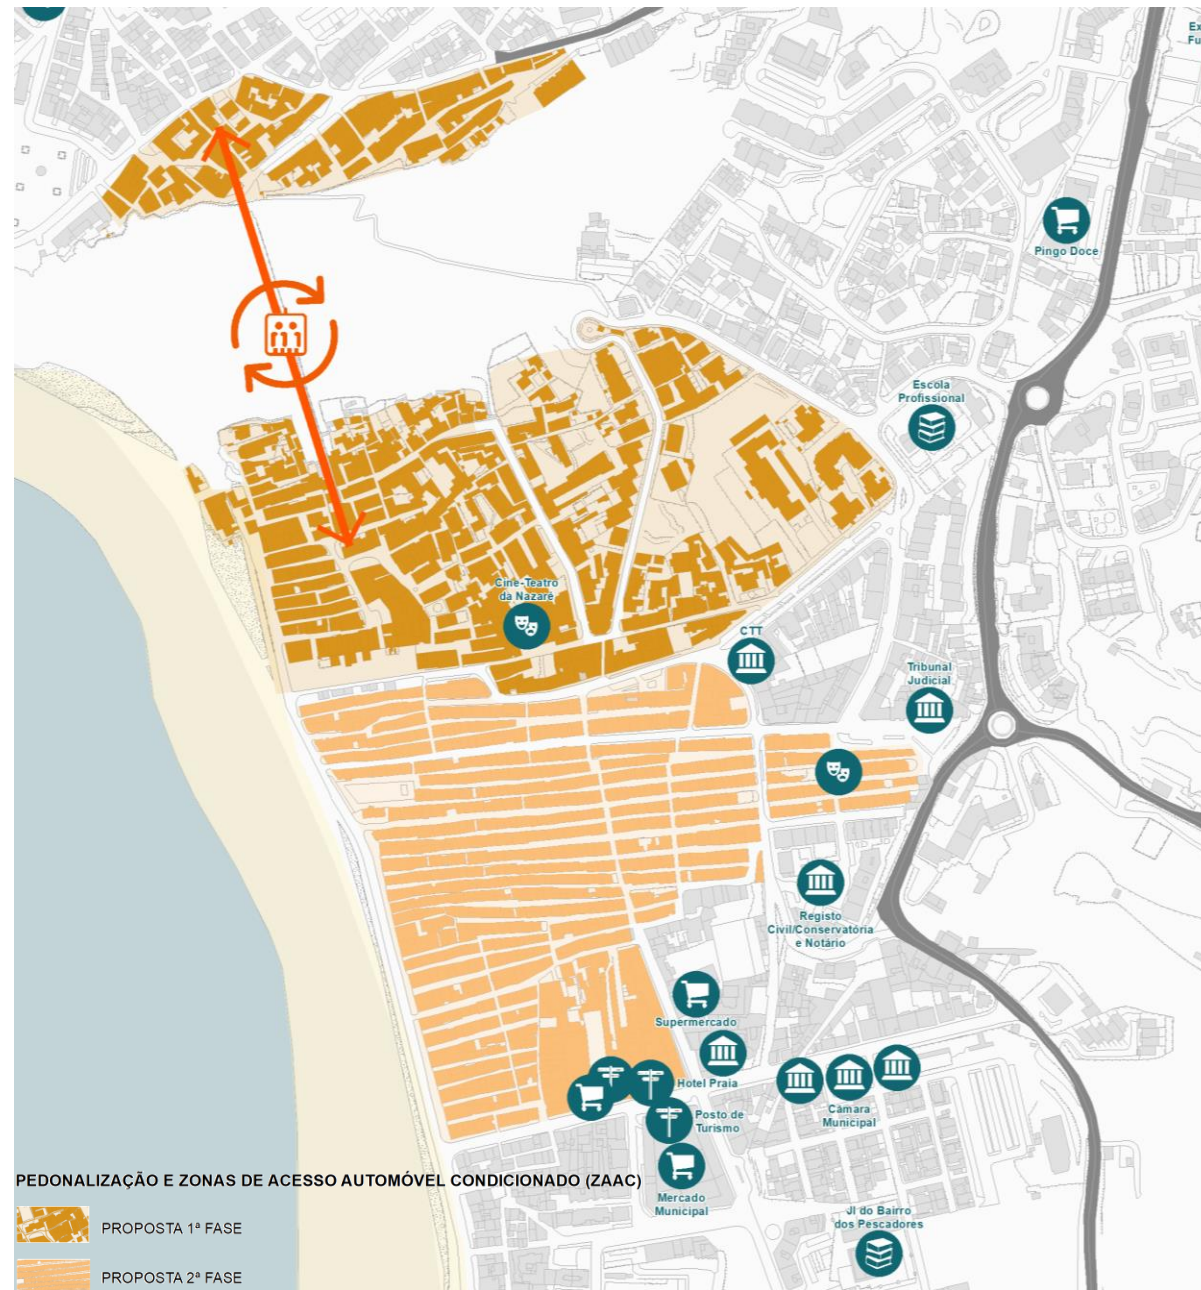 Ex
Fu
Pingo Doce
Escola
Profissional
Cine-Teatro
da Nazaré
CTT
Tribunal
Judicial
Registo
Civil/Conservatória
e Notário
Supermercado
Hotel Praia
Posto de
Turismo
Câmara
Municipal
Mercado
Municipal
JI do Bairro
dos Pescadores
PEDONALIZAÇÃO E ZONAS DE ACESSO AUTOMÓVEL CONDICIONADO (ZAAC)
PROPOSTA 1ª FASE
PROPOSTA 2ª FASE